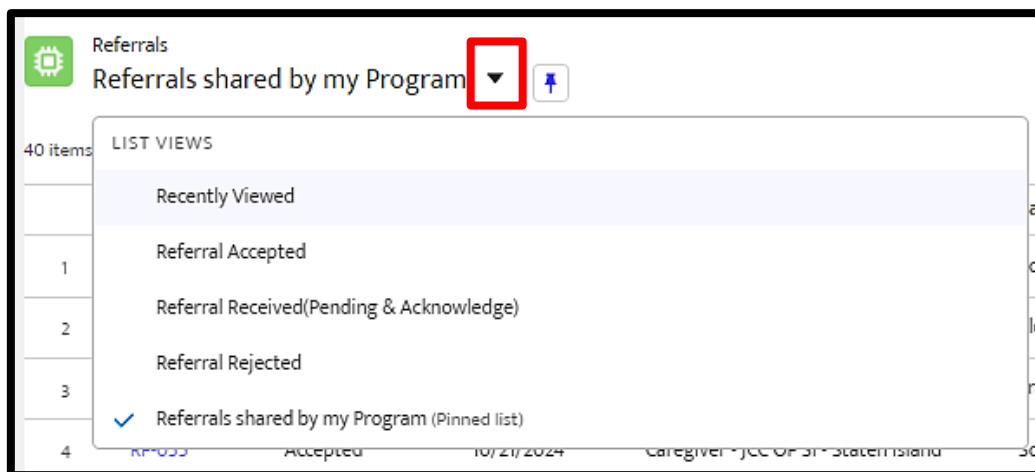 Referrals
Referrals shared by my Program
40 items
LIST VIEWS
Recently Viewed
Referral Accepted
1
Referral Received(Pending & Acknowledge)
2
Referral Rejected
3
Referrals shared by my Program (Pinned list)
4 RF-055 Accepted 10/21/2024 Caregiver - JCC OF SI - Staten Island